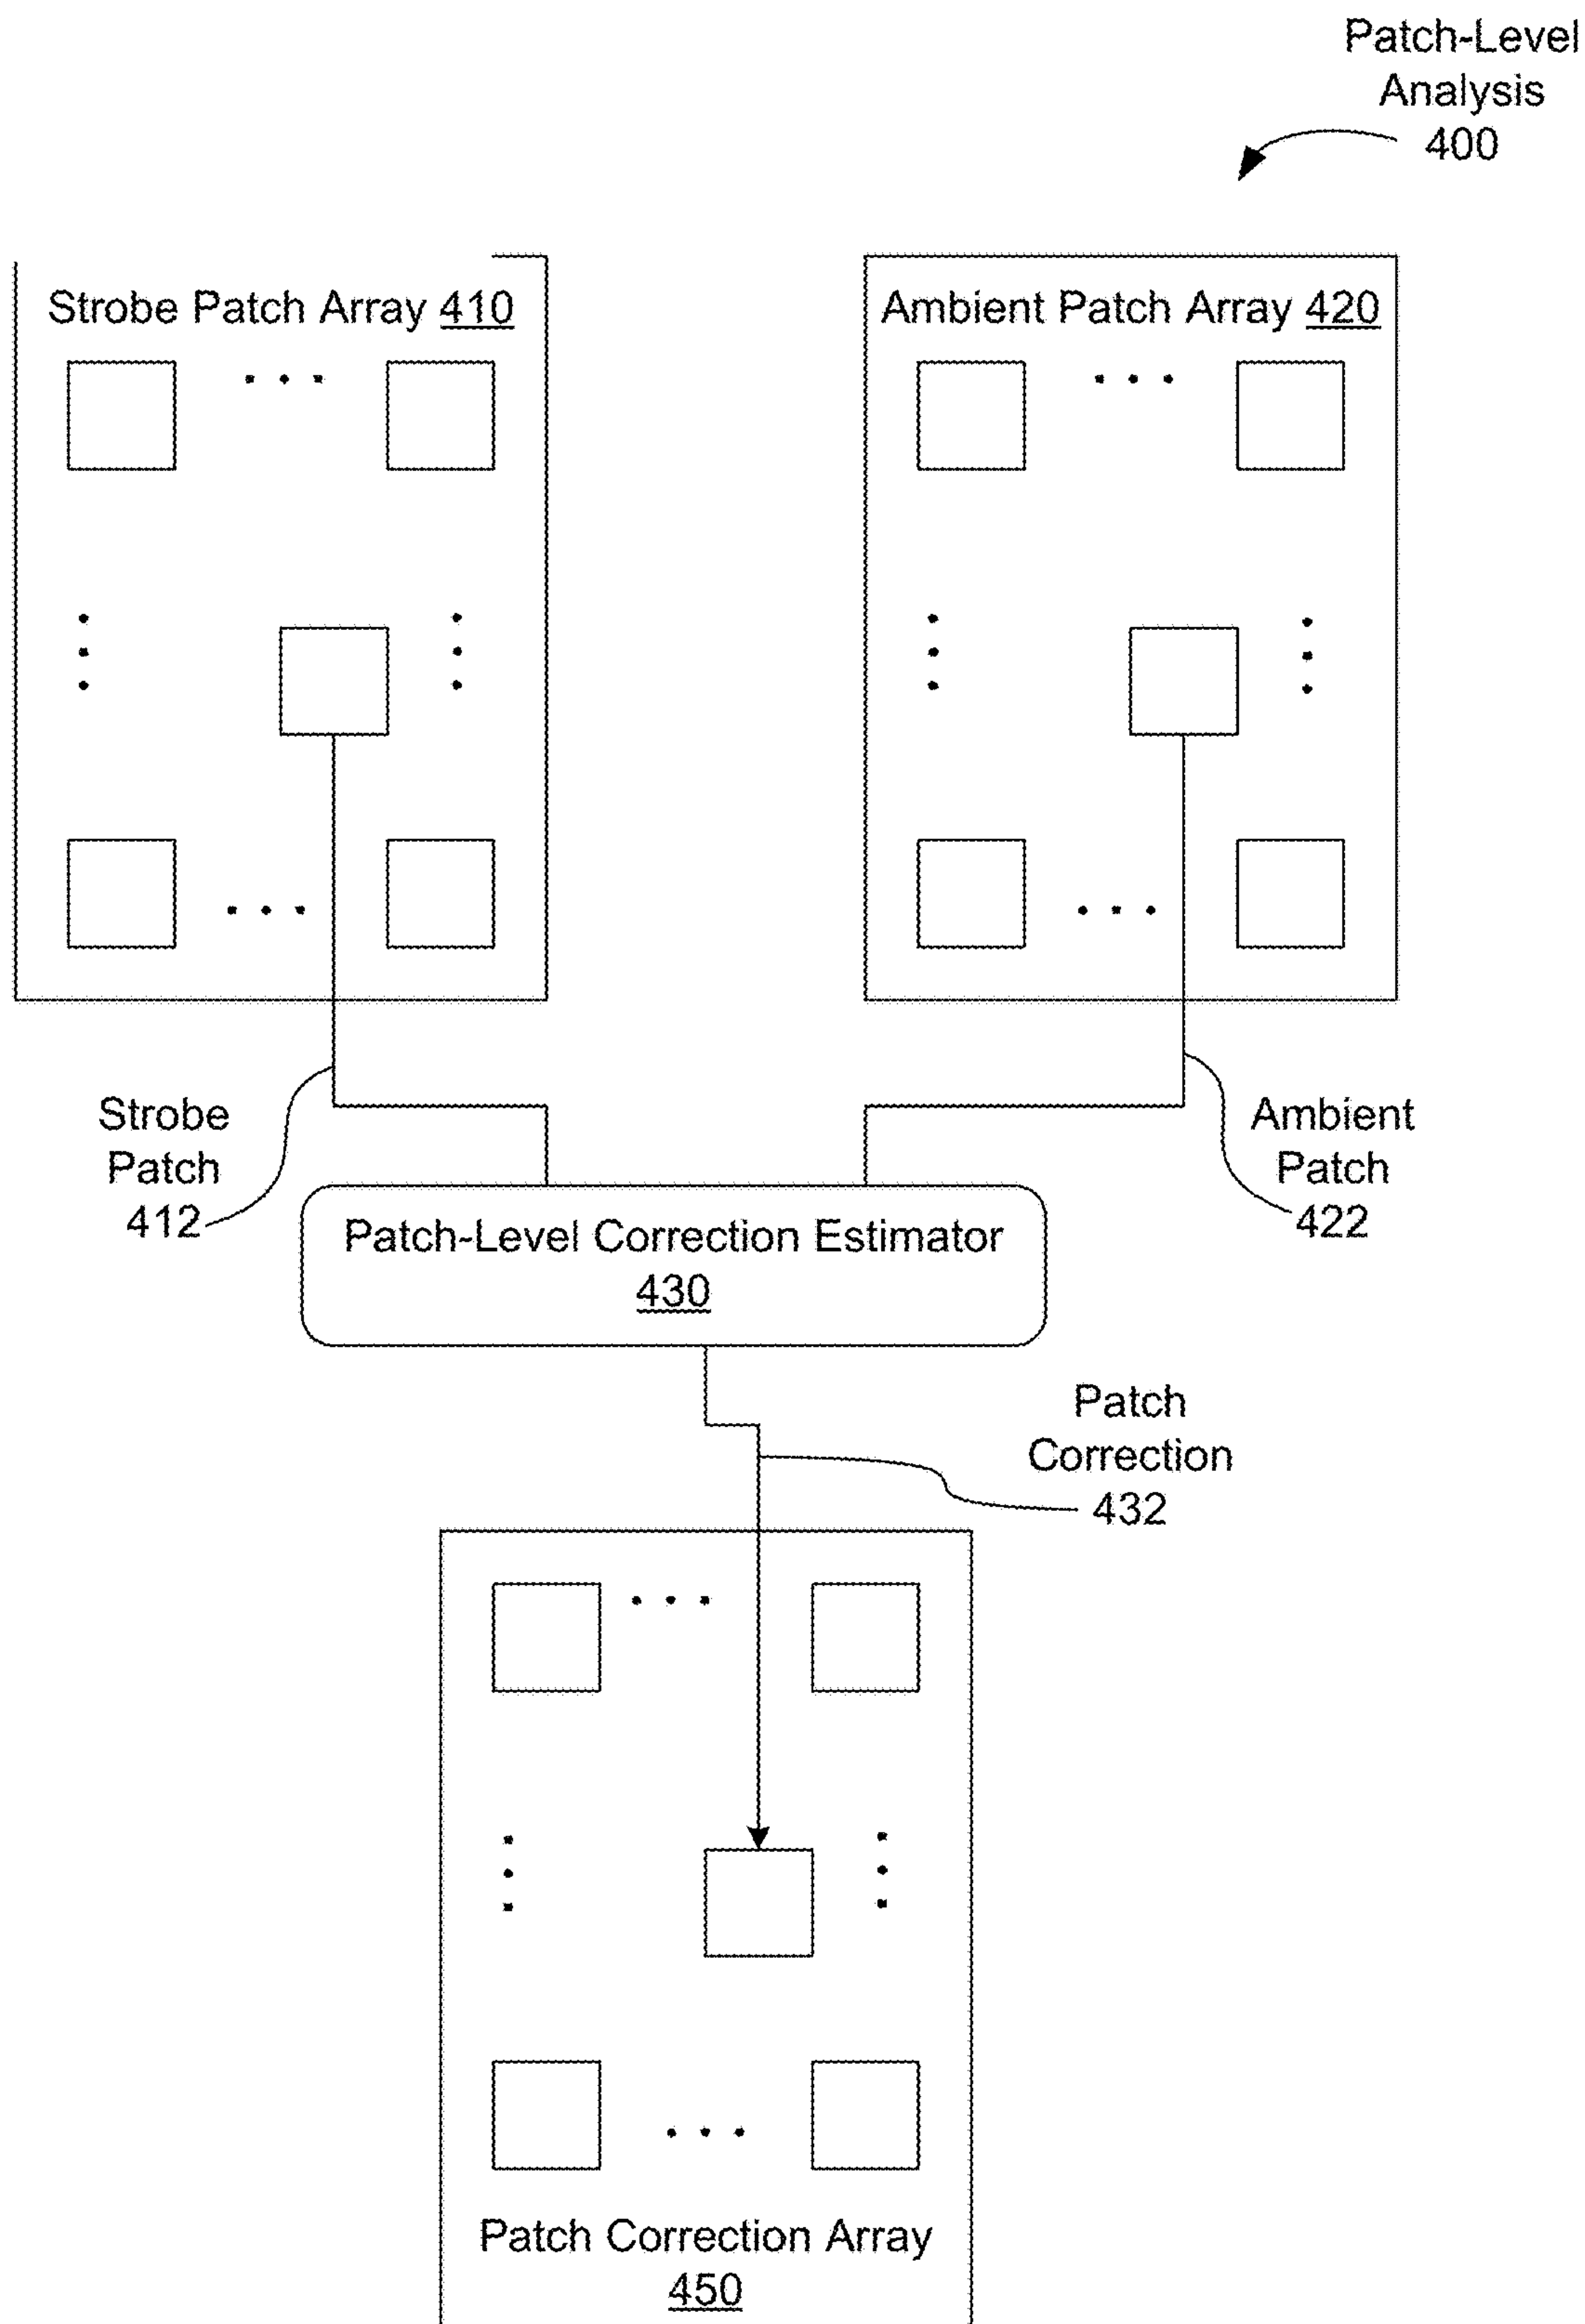 Patch-Level
Analysis
400
Strobe Patch Array 410
Ambient Patch Array 420
Strobe
Patch
412
Ambient
Patch
422
Patch-Level Correction Estimator
430
Patch
Correction
432
Patch Correction Array
450